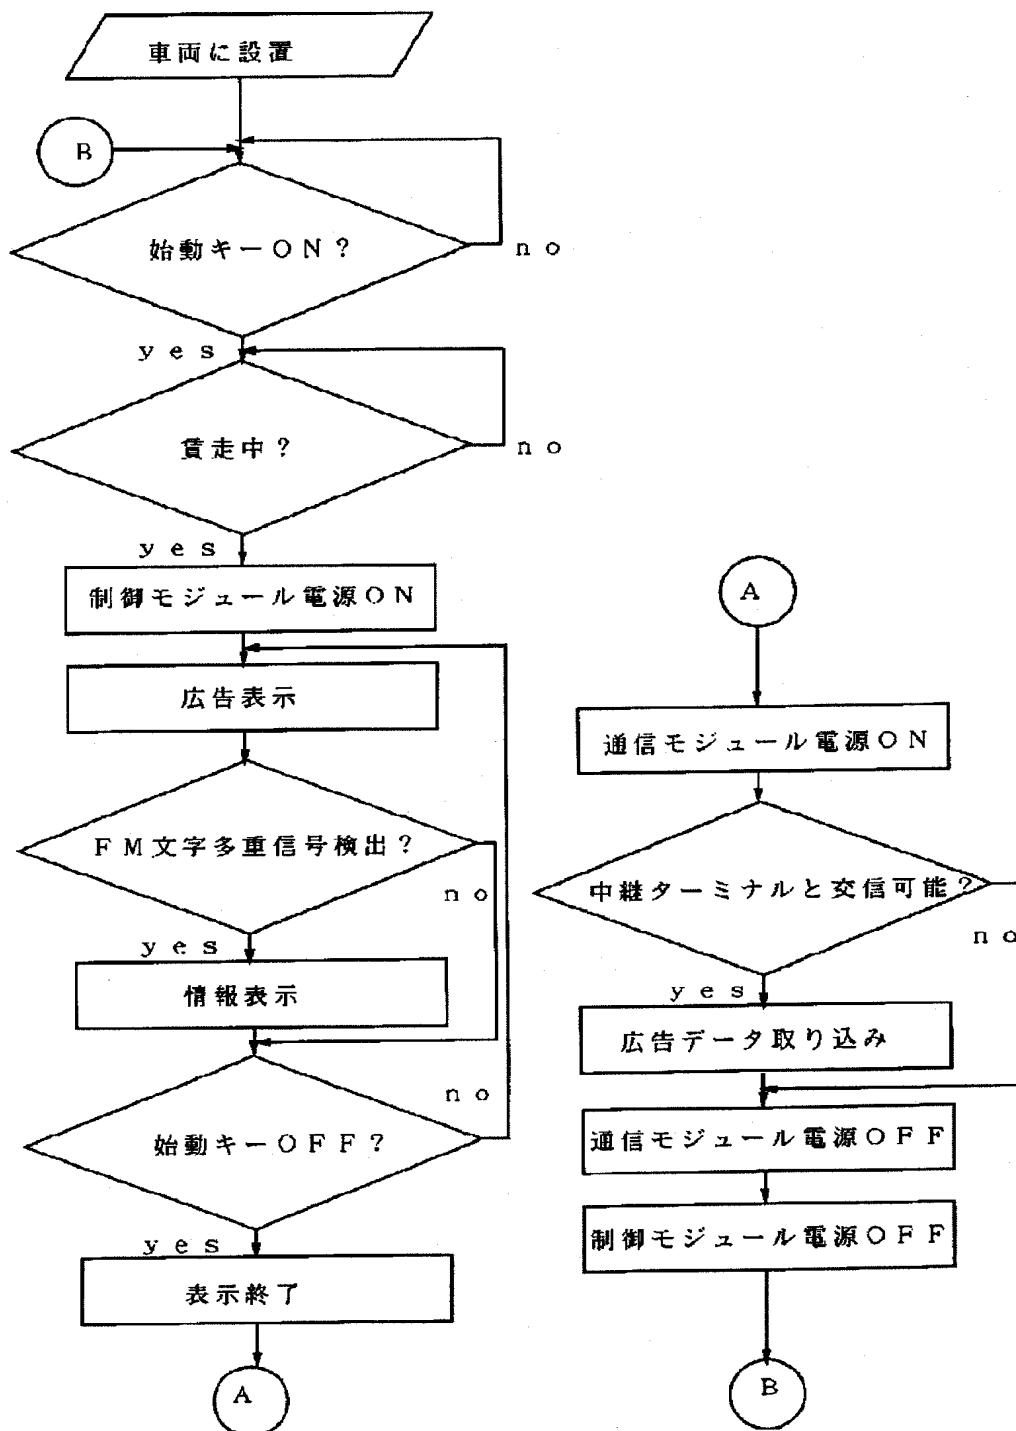 車両に設置
B
始動キーON?
no
yes
賃走中?
no
yes
制御モジュール電源ON
広告表示
FM文字多重信号検出?
no
yes
情報表示
no
始動キーOFF?
yes
表示終了
A
A
通信モジュール電源ON
中継ターミナルと交信可能?
no
yes
広告データ取り込み
通信モジュール電源OFF
制御モジュール電源OFF
B